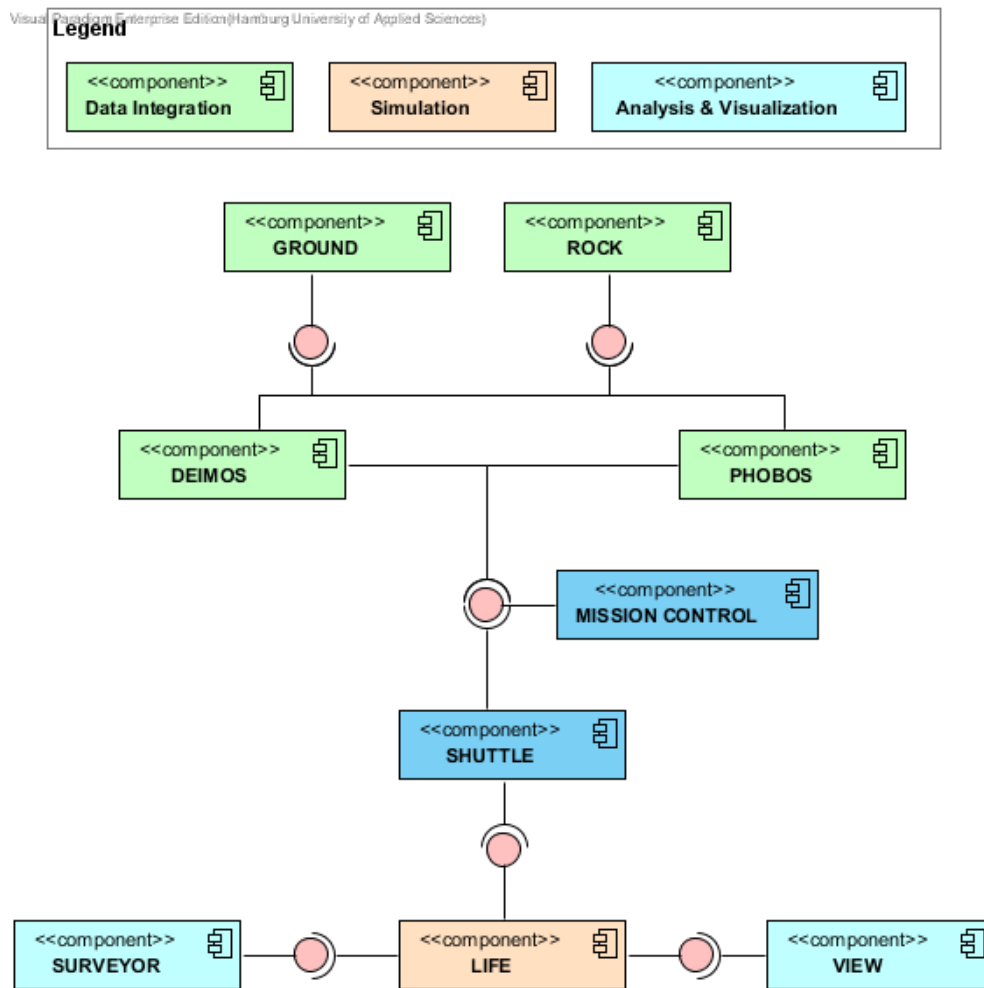 Visual Paradigm Enterprise Edition(Hamburg University of Applied Sciences)
Legend
<<component>>
Data Integration
<<component>>
Simulation
<<component>>
Analysis & Visualization
<<component>>
GROUND
<<component>>
ROCK
<<component>>
DEIMOS
<<component>>
PHOBOS
<<component>>
MISSION CONTROL
<<component>>
SHUTTLE
<<component>>
SURVEYOR
<<component>>
LIFE
<<component>>
VIEW